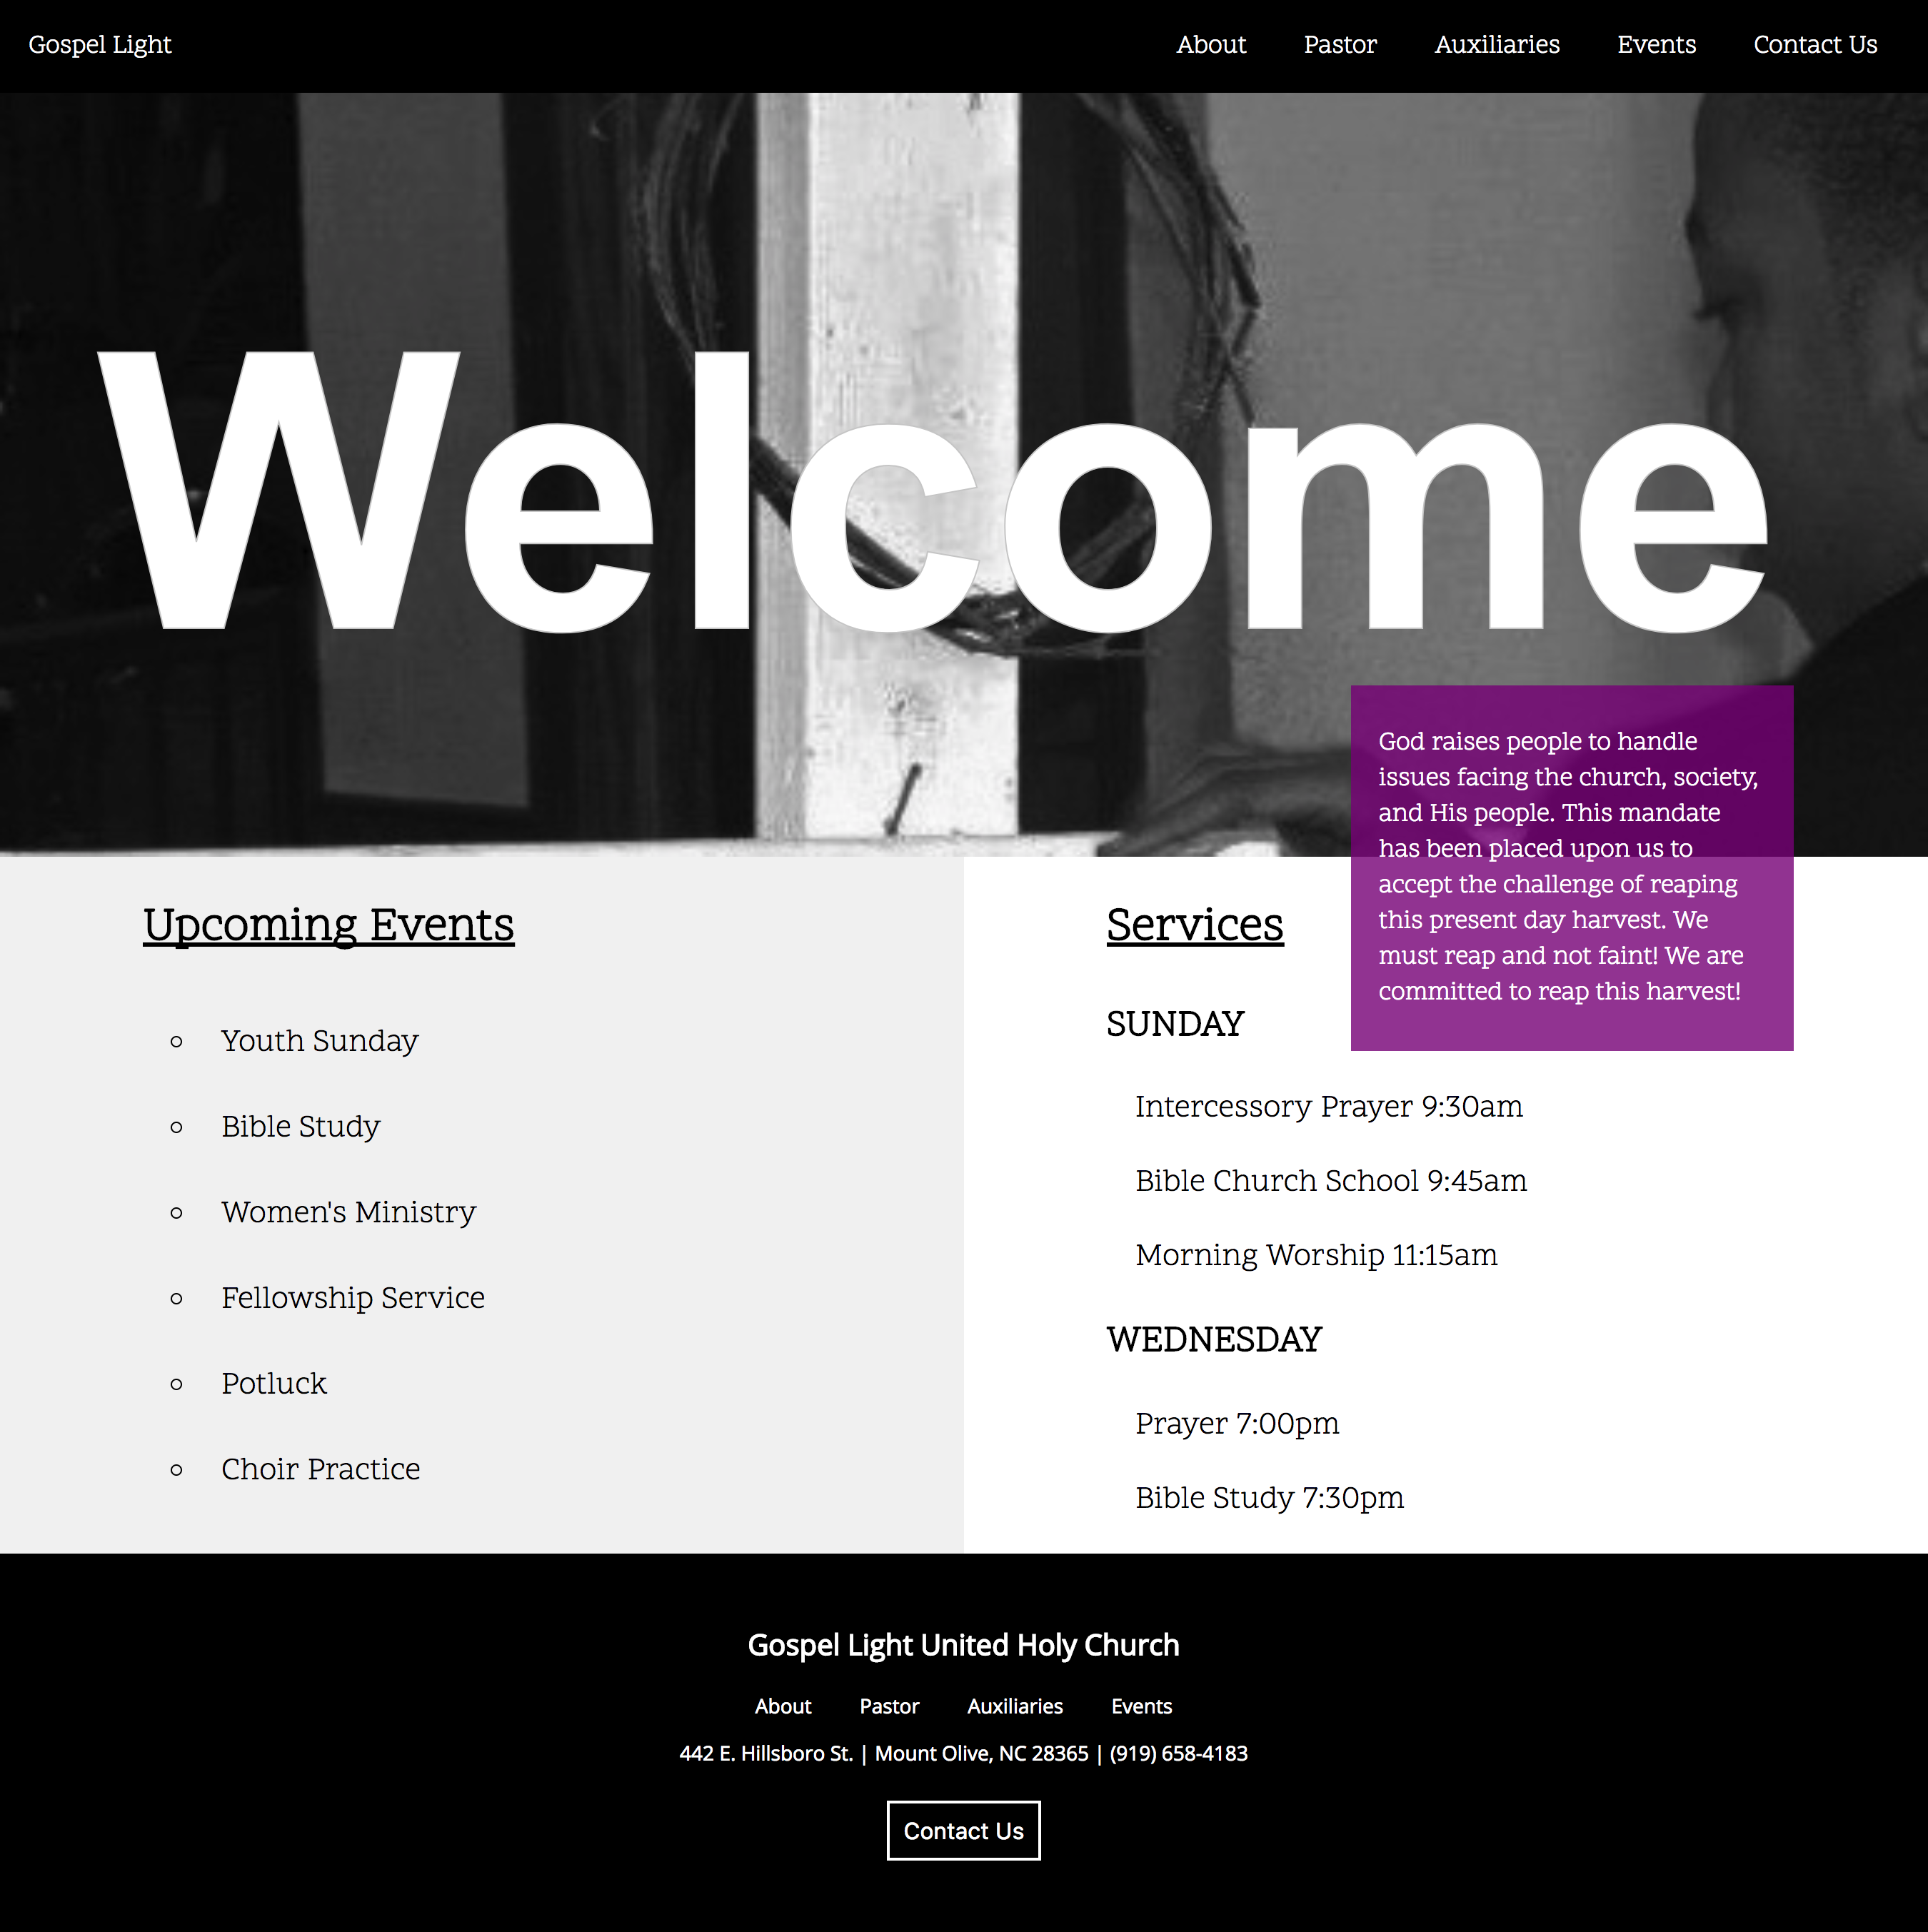 Gospel Light
About Pastor Auxiliaries Events Contact Us
Welcome
God raises people to handle
issues facing the church, society,
and His people. This mandate
has been placed upon us to
accept the challenge of reaping
this present day harvest. We
must reap and not faint! We are
committed to reap this harvest!
Upcoming Events
Youth Sunday
Bible Study
Women's Ministry
Fellowship Service
Potluck
Choir Practice
Services
SUNDAY
Intercessory Prayer 9:30am
Bible Church School 9:45am
Morning Worship 11:15am
WEDNESDAY
Prayer 7:00pm
Bible Study 7:30pm
Gospel Light United Holy Church
About Pastor Auxiliaries Events
442 E. Hillsboro St. | Mount Olive, NC 28365 | (919) 658-4183
Contact Us